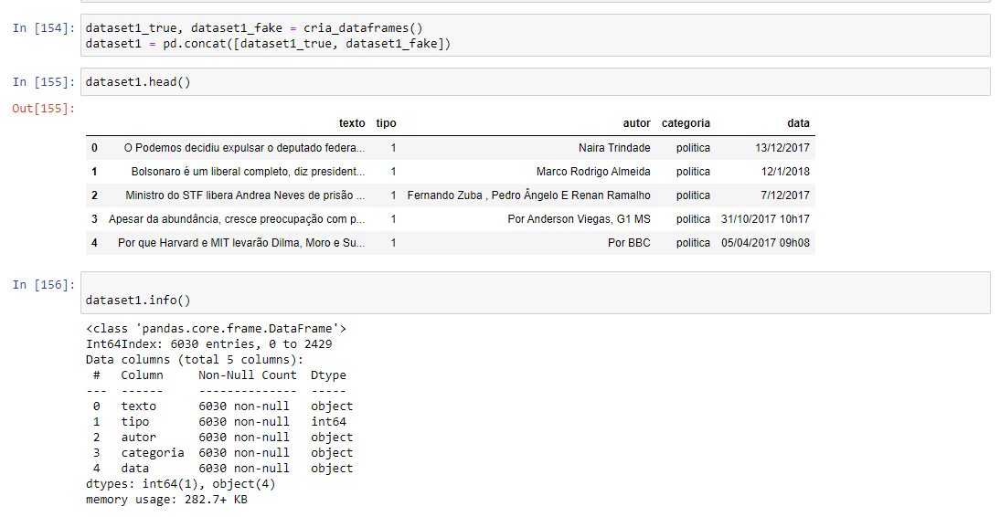 In [154]: dataset1_true, dataset1_fake = cria_dataframes()
dataset1 = pd.concat([dataset1_true, dataset1_fake])
In [155]: dataset1.head()
Out[155]:
texto tipo autor categoria data
0 O Podemos decidiu expulsar o deputado federa... 1 Naira Trindade politica 13/12/2017
1 Bolsonaro é um liberal completo, diz president... 1 Marco Rodrigo Almeida politica 12/1/2018
2 Ministro do STF libera Andrea Neves de prisão ... 1 Fernando Zuba , Pedro Ângelo E Renan Ramalho politica 7/12/2017
3 Apesar da abundância, cresce preocupação com p... 1 Por Anderson Viegas, G1 MS politica 31/10/2017 10h17
4 Por que Harvard e MIT levarão Dilma, Moro e Su... 1 Por BBC politica 05/04/2017 09h08
In [156]:
dataset1.info()
<class 'pandas.core.frame.DataFrame'>
Int64Index: 6030 entries, 0 to 2429
Data columns (total 5 columns):
# Column Non-Null Count Dtype
--- ------ -------------- -----
0 texto 6030 non-null object
1 tipo 6030 non-null int64
2 autor 6030 non-null object
3 categoria 6030 non-null object
4 data 6030 non-null object
dtypes: int64(1), object(4)
memory usage: 282.7+ KB